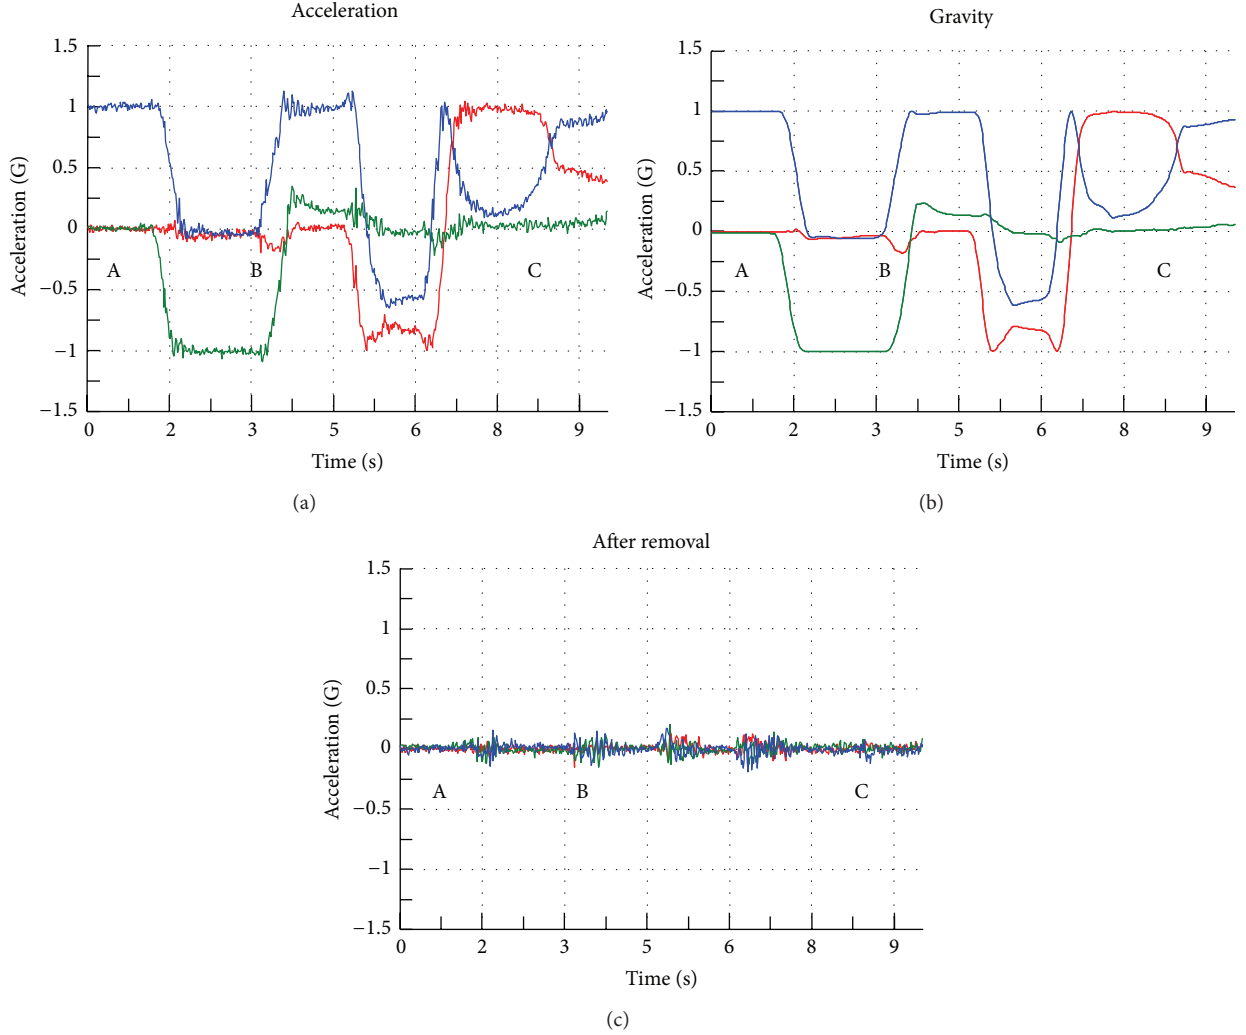 Acceleration
1.5
1
0.5
0
−0.5
−1
−1.5
Acceleration (G)
A
B
C
0 2 3 5 6 8 9
Time (s)
(a)
Gravity
1.5
1
0.5
0
−0.5
−1
−1.5
Acceleration (G)
A
B
C
0 2 3 5 6 8 9
Time (s)
(b)
After removal
1.5
1
0.5
0
−0.5
−1
−1.5
Acceleration (G)
A
B
C
0 2 3 5 6 8 9
Time (s)
(c)